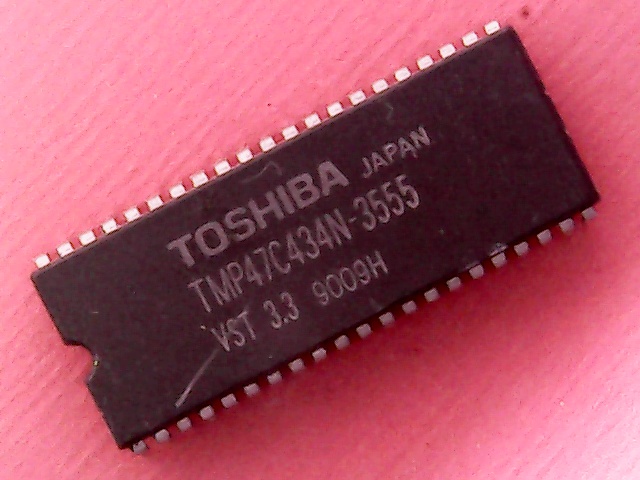 TOSHIBA JAPAN
TMP47C434N-3555
VST 3.3 9009H